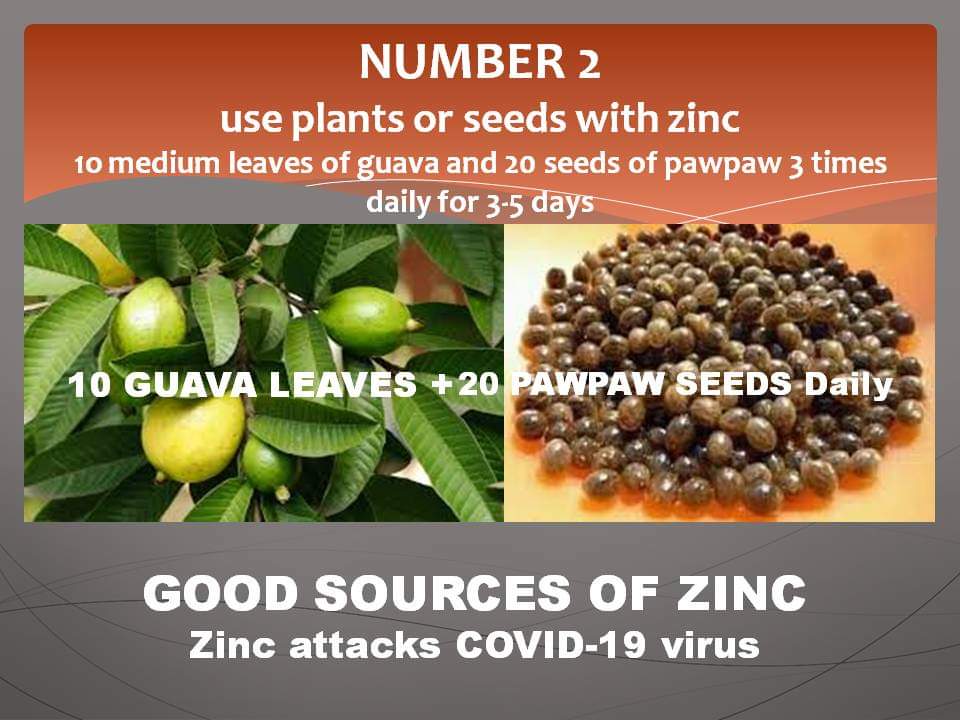 NUMBER 2
use plants or seeds with zinc
10 medium leaves of guava and 20 seeds of pawpaw 3 times
daily for 3-5 days
10 GUAVA LEAVES + 20 PAWPAW SEEDS Daily
GOOD SOURCES OF ZINC
Zinc attacks COVID-19 virus